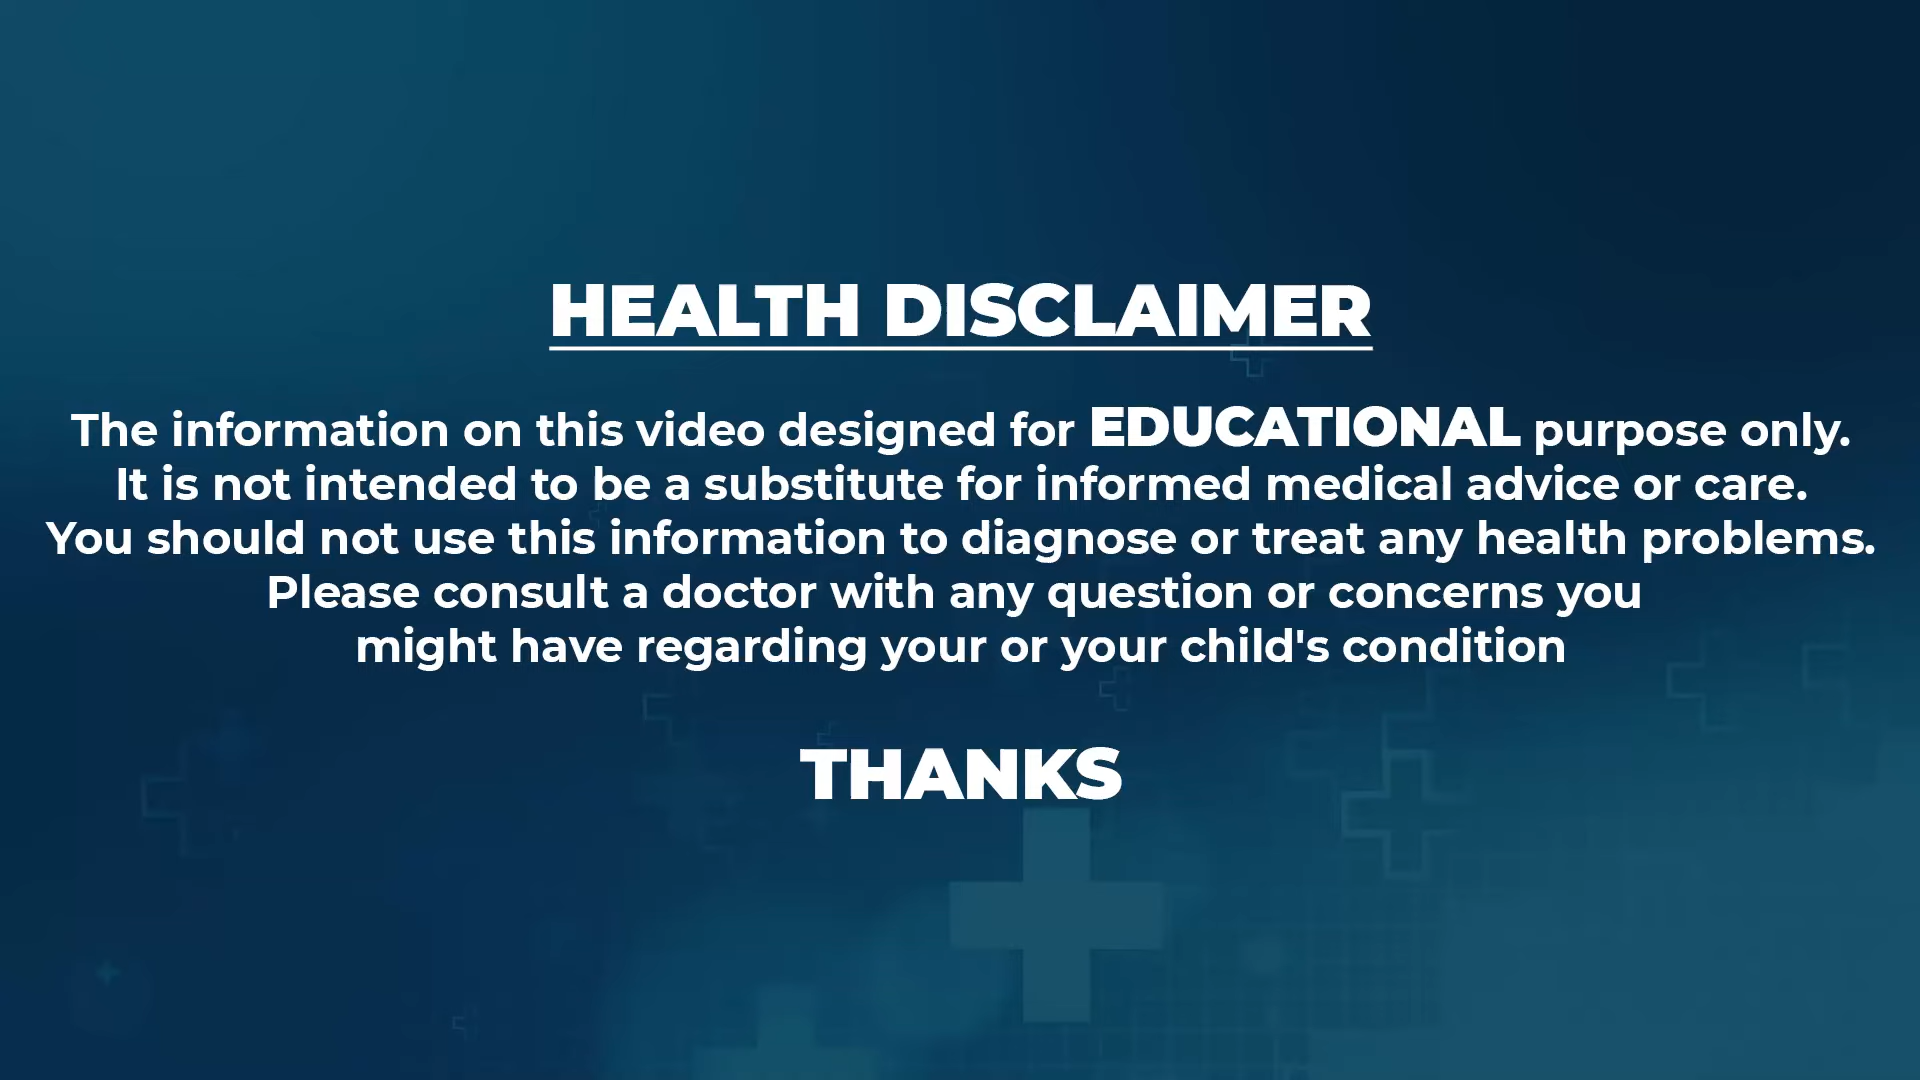 HEALTH DISCLAIMER
The information on this video designed for EDUCATIONAL purpose only.
It is not intended to be a substitute for informed medical advice or care.
You should not use this information to diagnose or treat any health problems.
Please consult a doctor with any question or concerns you
might have regarding your or your child's condition
THANKS